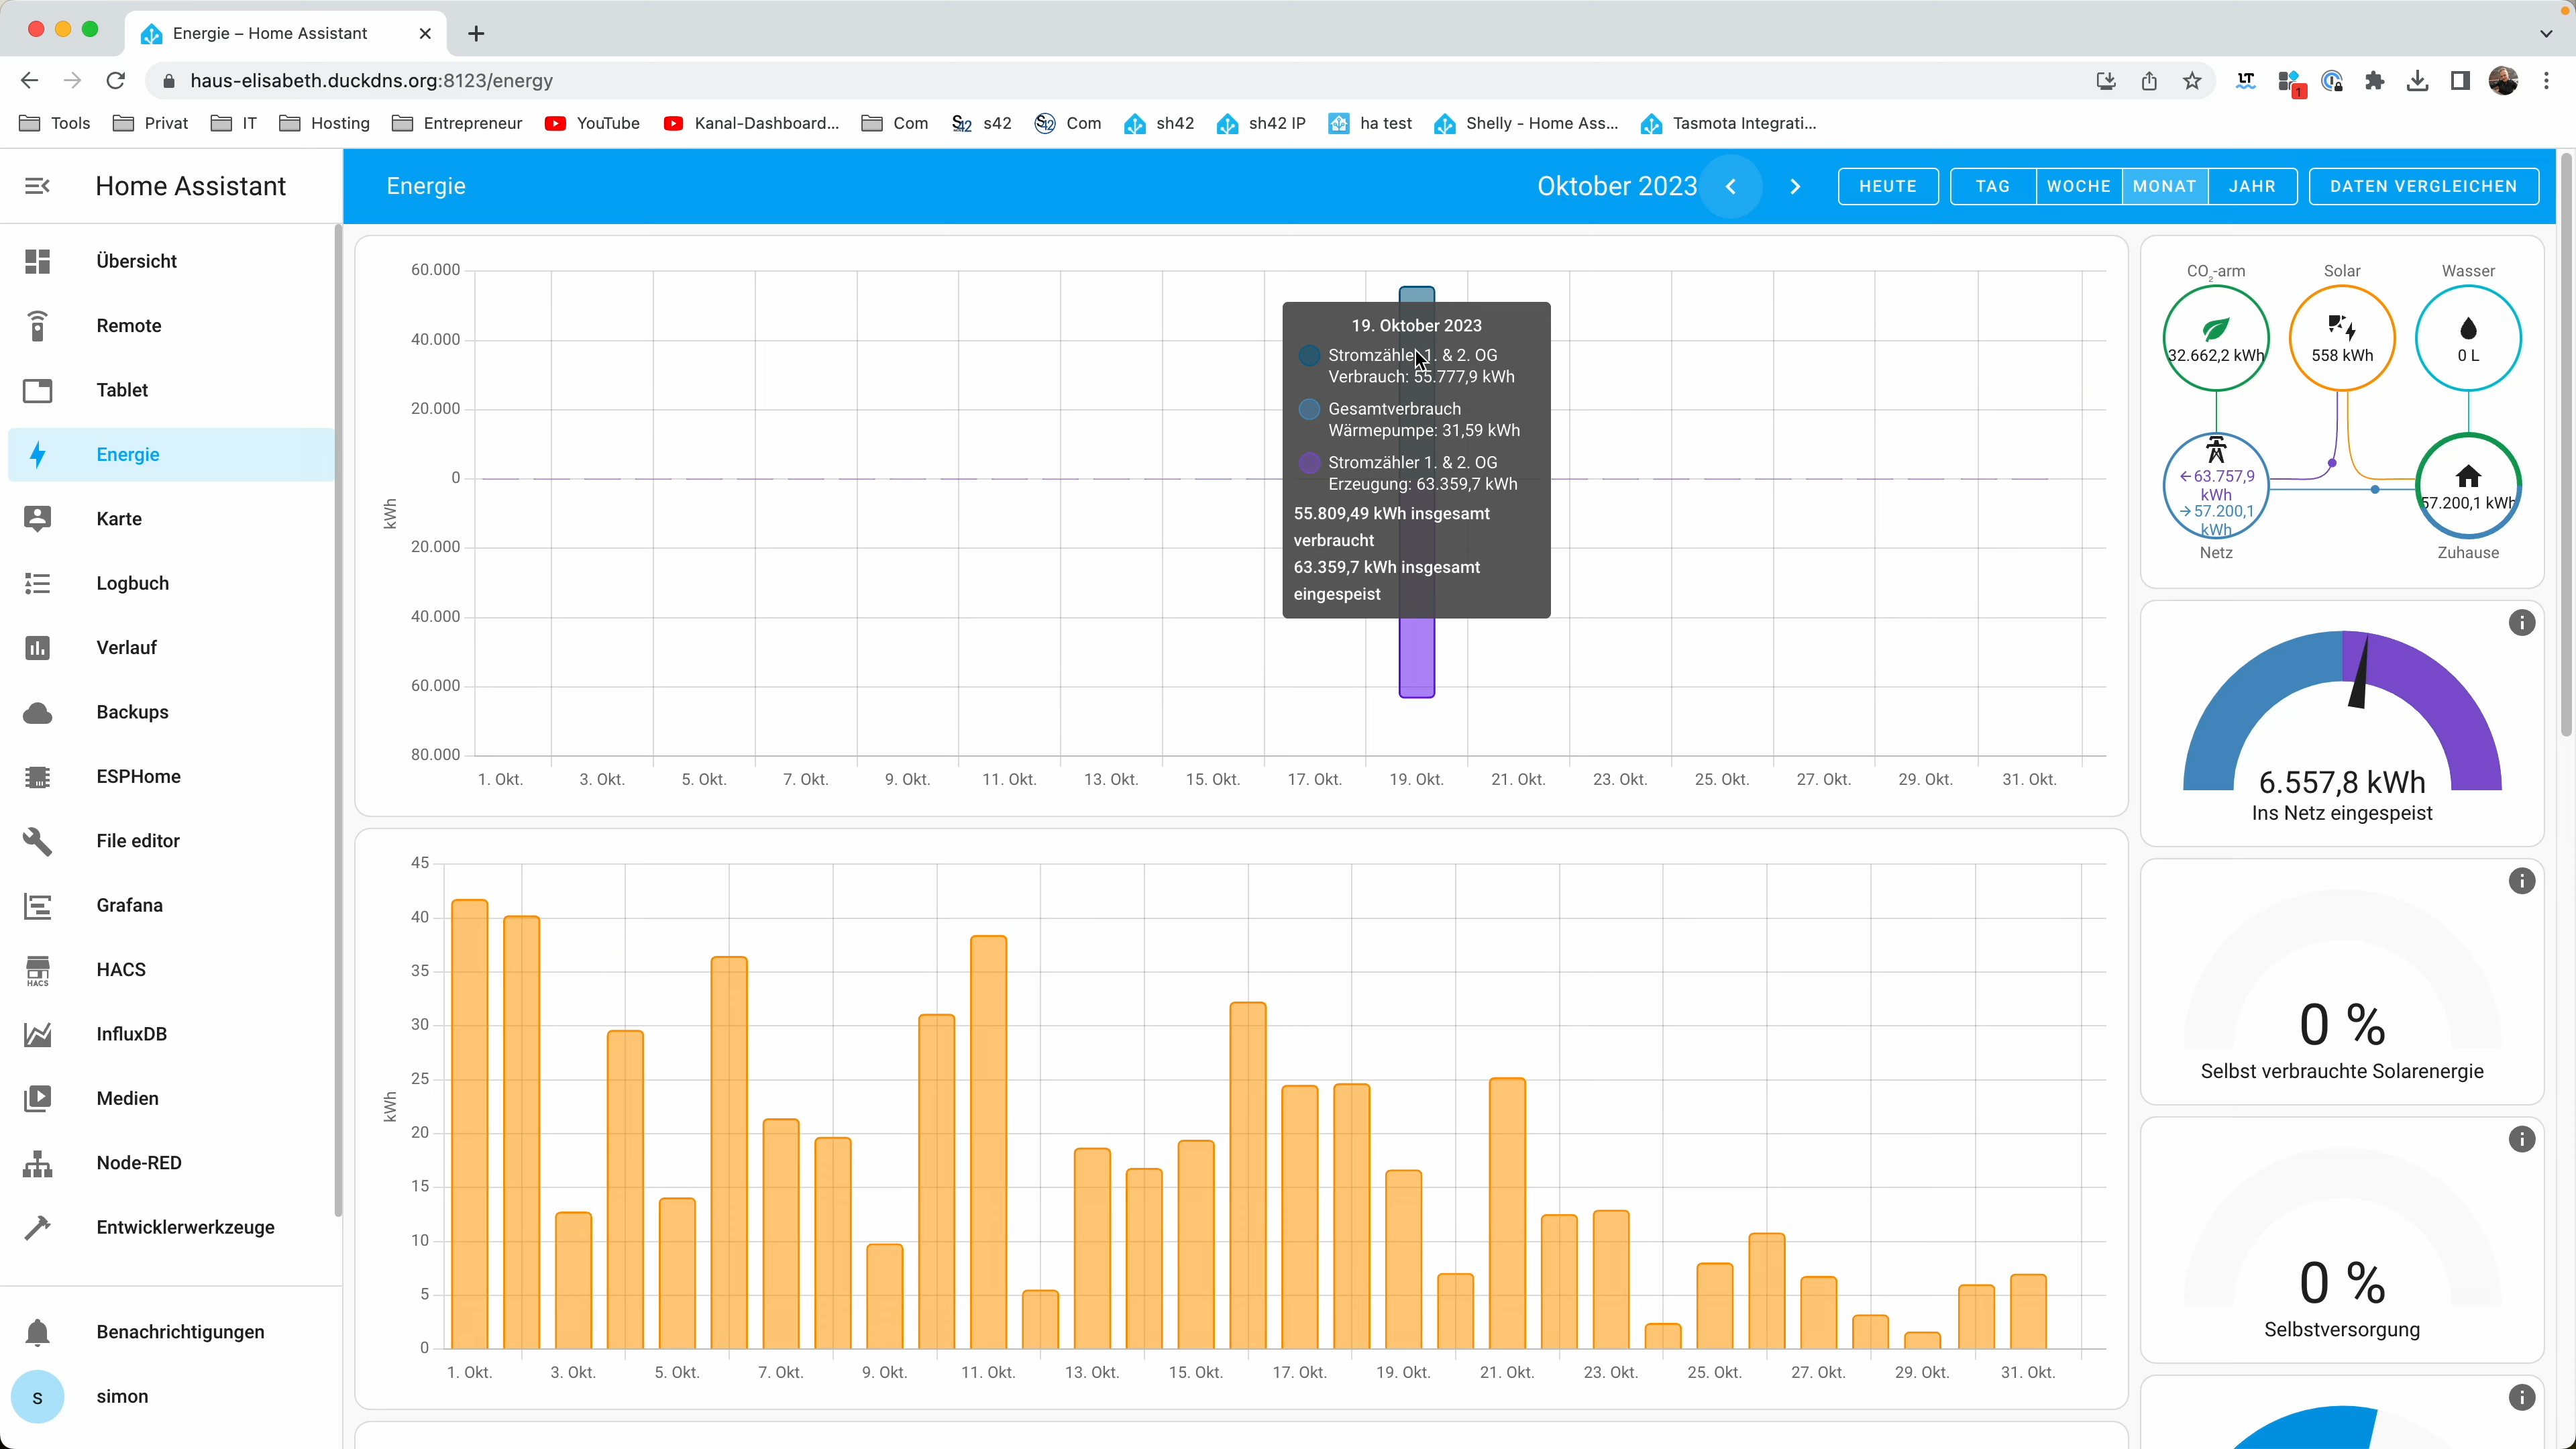 Energie – Home Assistant
haus-elisabeth.duckdns.org:8123/energy
1
Tools Privat IT Hosting Entrepreneur YouTube Kanal-Dashboard... Com s42 Com sh42 sh42 IP ha test Shelly - Home Ass... Tasmota Integrati...
Home Assistant
Übersicht
Remote
Tablet
Energie
Karte
Logbuch
Verlauf
Backups
ESPHome
File editor
Grafana
HACS
HACS
InfluxDB
Medien
Node-RED
Entwicklerwerkzeuge
Benachrichtigungen
s simon
Energie
Oktober 2023
HEUTE TAG WOCHE MONAT JAHR DATEN VERGLEICHEN
60.000
40.000
20.000
0
20.000
40.000
60.000
80.000
kWh
1. Okt. 3. Okt. 5. Okt. 7. Okt. 9. Okt. 11. Okt. 13. Okt. 15. Okt. 17. Okt. 19. Okt. 21. Okt. 23. Okt. 25. Okt. 27. Okt. 29. Okt. 31. Okt.
19. Oktober 2023
Stromzähler 1. & 2. OG
Verbrauch: 55.777,9 kWh
Gesamtverbrauch
Wärmepumpe: 31,59 kWh
Stromzähler 1. & 2. OG
Erzeugung: 63.359,7 kWh
55.809,49 kWh insgesamt
verbraucht
63.359,7 kWh insgesamt
eingespeist
45
40
35
30
25
20
15
10
5
0
kWh
1. Okt. 3. Okt. 5. Okt. 7. Okt. 9. Okt. 11. Okt. 13. Okt. 15. Okt. 17. Okt. 19. Okt. 21. Okt. 23. Okt. 25. Okt. 27. Okt. 29. Okt. 31. Okt.
CO2-arm Solar Wasser
32.662,2 kWh 558 kWh 0 L
←63.757,9
kWh
→57.200,1
kWh
57.200,1 kWh
Netz Zuhause
6.557,8 kWh
Ins Netz eingespeist
0 %
Selbst verbrauchte Solarenergie
0 %
Selbstversorgung